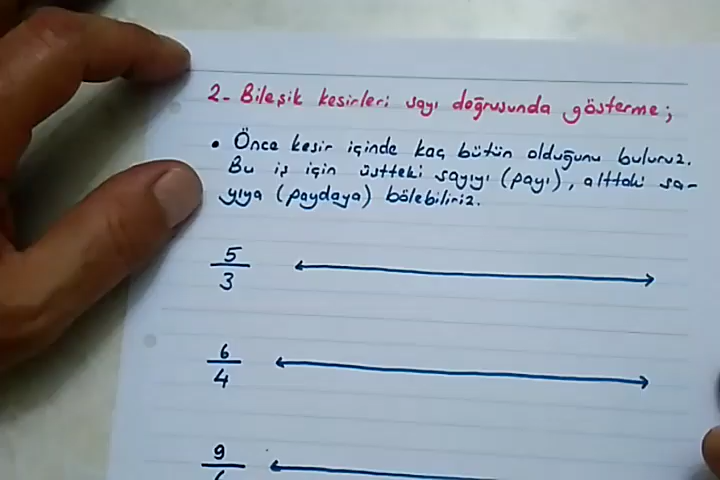 2- Bileşik kesirleri sayı doğrusunda gösterme;
• Önce kesir içinde kaç bütün olduğunu buluruz.
Bu iş için üstteki sayıyı (payı), alttaki sa-
yıya (paydaya) bölebiliriz.
5
3
6
4
9